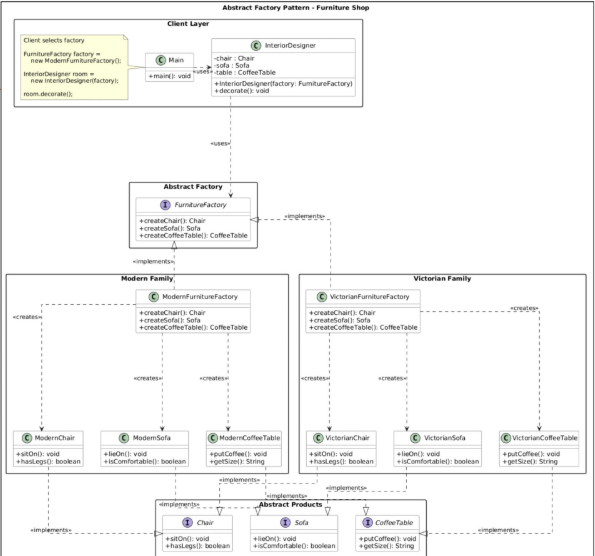 Abstract Factory Pattern - Furniture Shop
Client Layer
Client selects factory
FurnitureFactory factory =
new ModernFurnitureFactory();
InteriorDesigner room =
new InteriorDesigner(factory);
room.decorate();
C Main
+main(): void
«uses»
C InteriorDesigner
-chair : Chair
-sofa : Sofa
-table : CoffeeTable
+InteriorDesigner(factory: FurnitureFactory)
+decorate(): void
«uses»
Abstract Factory
I FurnitureFactory
+createChair(): Chair
+createSofa(): Sofa
+createCoffeeTable(): CoffeeTable
«implements»
«implements»
Modern Family
C ModernFurnitureFactory
+createChair(): Chair
+createSofa(): Sofa
+createCoffeeTable(): CoffeeTable
«creates»
«creates»
«creates»
C ModernChair
+sitOn(): void
+hasLegs(): boolean
C ModernSofa
+lieOn(): void
+isComfortable(): boolean
C ModernCoffeeTable
+putCoffee(): void
+getSize(): String
Victorian Family
C VictorianFurnitureFactory
+createChair(): Chair
+createSofa(): Sofa
+createCoffeeTable(): CoffeeTable
«creates»
«creates»
«creates»
C VictorianChair
+sitOn(): void
+hasLegs(): boolean
C VictorianSofa
+lieOn(): void
+isComfortable(): boolean
C VictorianCoffeeTable
+putCoffee(): void
+getSize(): String
«implements»
«implements»
«implements»
«implements»
«implements»
«implements»
Abstract Products
I Chair
+sitOn(): void
+hasLegs(): boolean
I Sofa
+lieOn(): void
+isComfortable(): boolean
I CoffeeTable
+putCoffee(): void
+getSize(): String